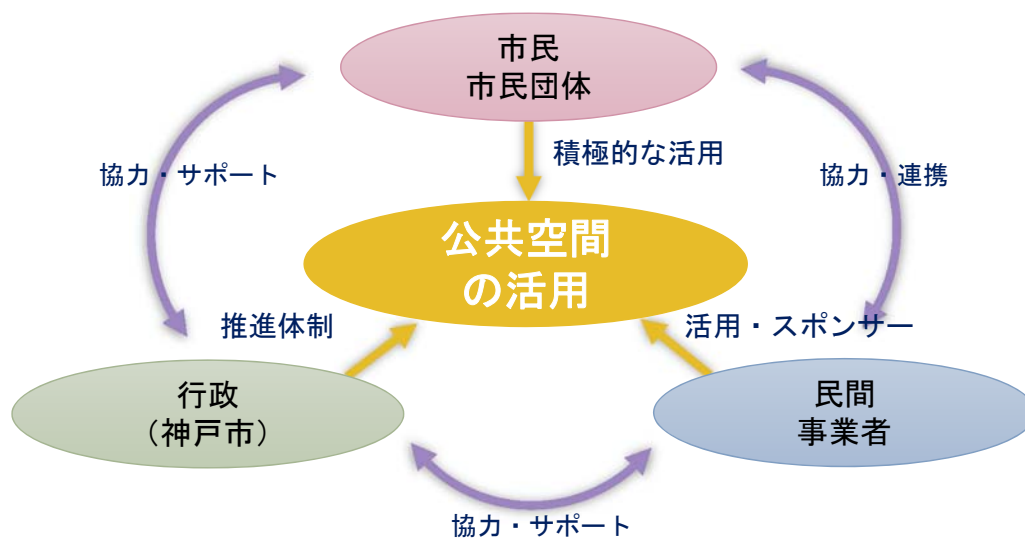 市民
市民団体
積極的な活用
協力・サポート
協力・連携
公共空間
の活用
推進体制
活用・スポンサー
行政
（神戸市）
民間
事業者
協力・サポート